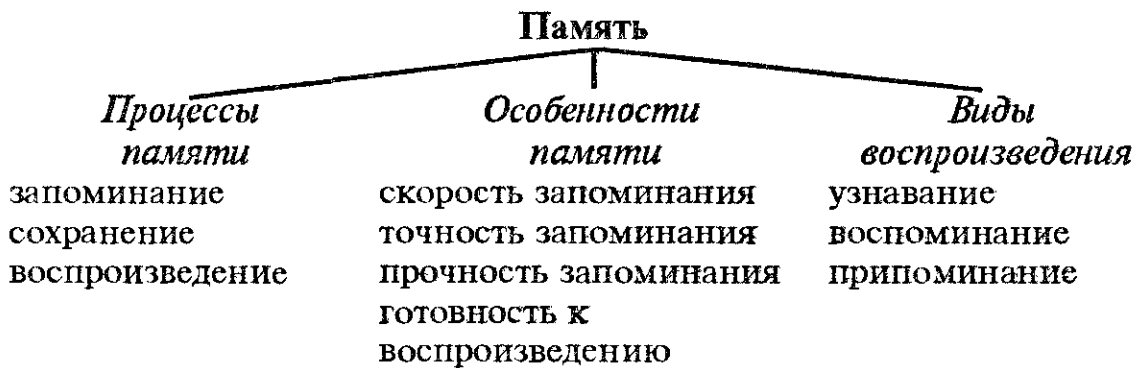 Память
Процессы памяти
запоминание
сохранение
воспроизведение
Особенности памяти
скорость запоминания
точность запоминания
прочность запоминания
готовность к
воспроизведению
Виды воспроизведения
узнавание
воспоминание
припоминание